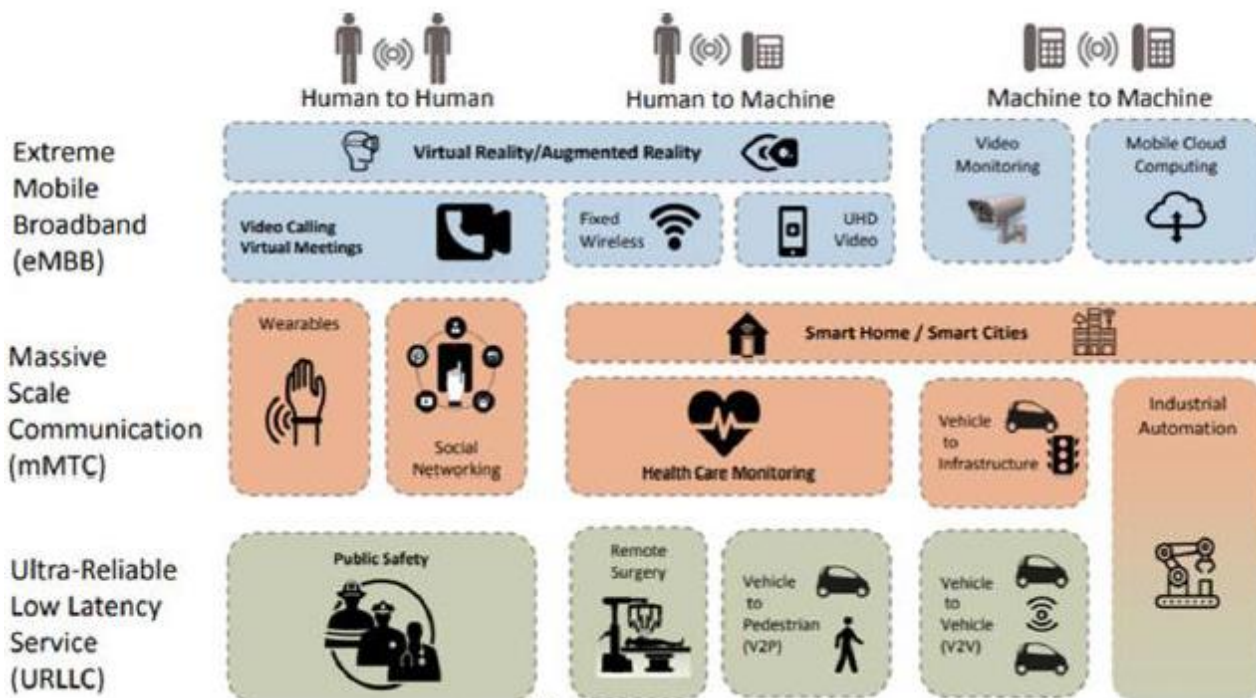 Human to Human
Human to Machine
Machine to Machine
Extreme
Mobile
Broadband
(eMBB)
Virtual Reality/Augmented Reality
Video
Monitoring
Mobile Cloud
Computing
Video Calling
Virtual Meetings
Fixed
Wireless
UHD
Video
Massive
Scale
Communication
(mMTC)
Wearables
Social
Networking
Smart Home / Smart Cities
Health Care Monitoring
Vehicle
to
Infrastructure
Industrial
Automation
Ultra-Reliable
Low Latency
Service
(URLLC)
Public Safety
Remote
Surgery
Vehicle
to
Pedestrian
(V2P)
Vehicle
to
Vehicle
(V2V)